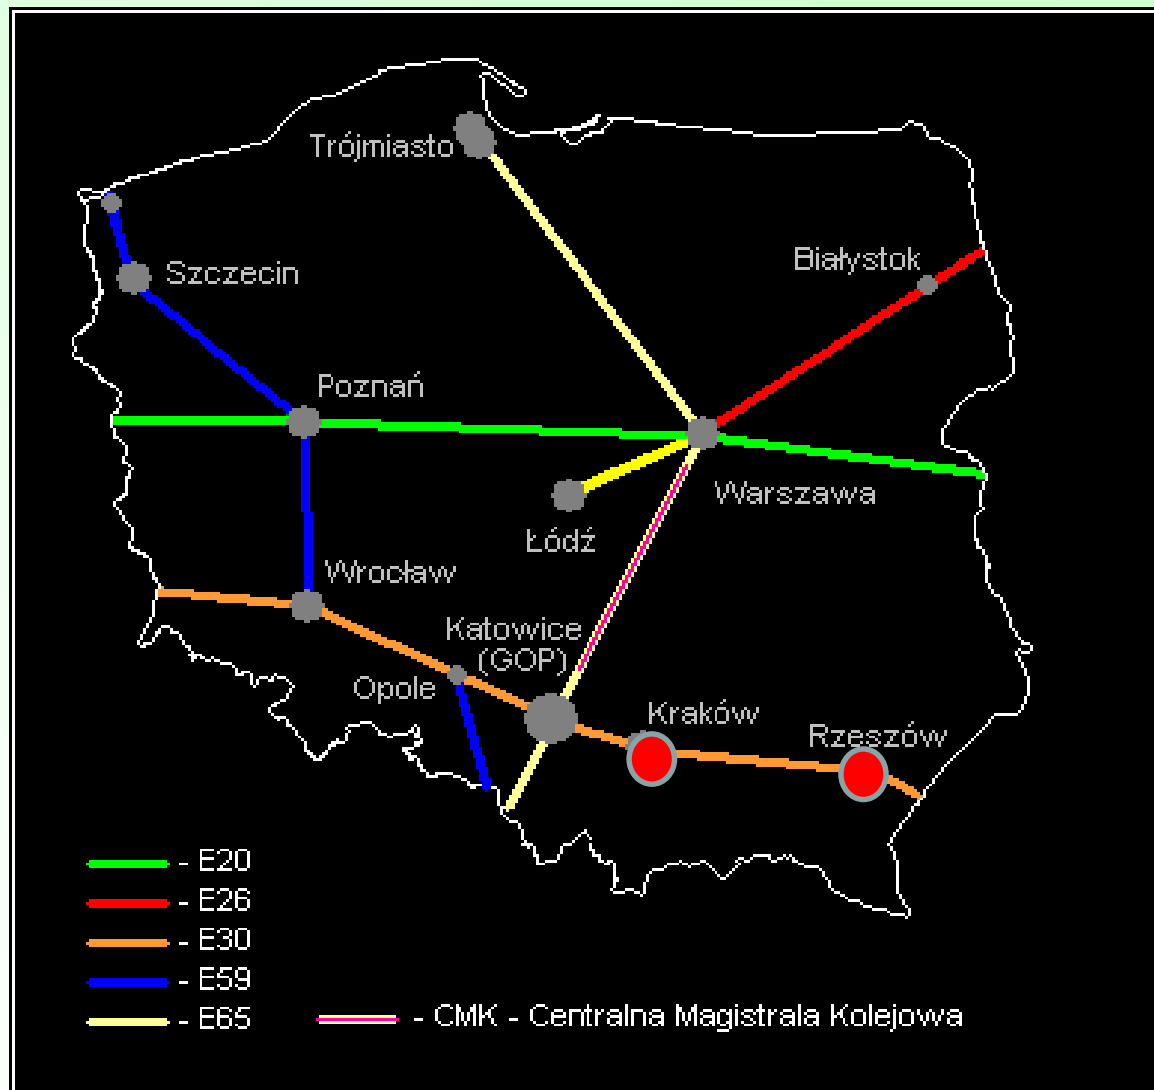 Trójmiasto
Białystok
Szczecin
Poznań
Warszawa
Łódź
Wrocław
Katowice
(GOP)
Opole
Kraków
Rzeszów
- E20
- E26
- E30
- E59
- E65
- CMK - Centralna Magistrala Kolejowa